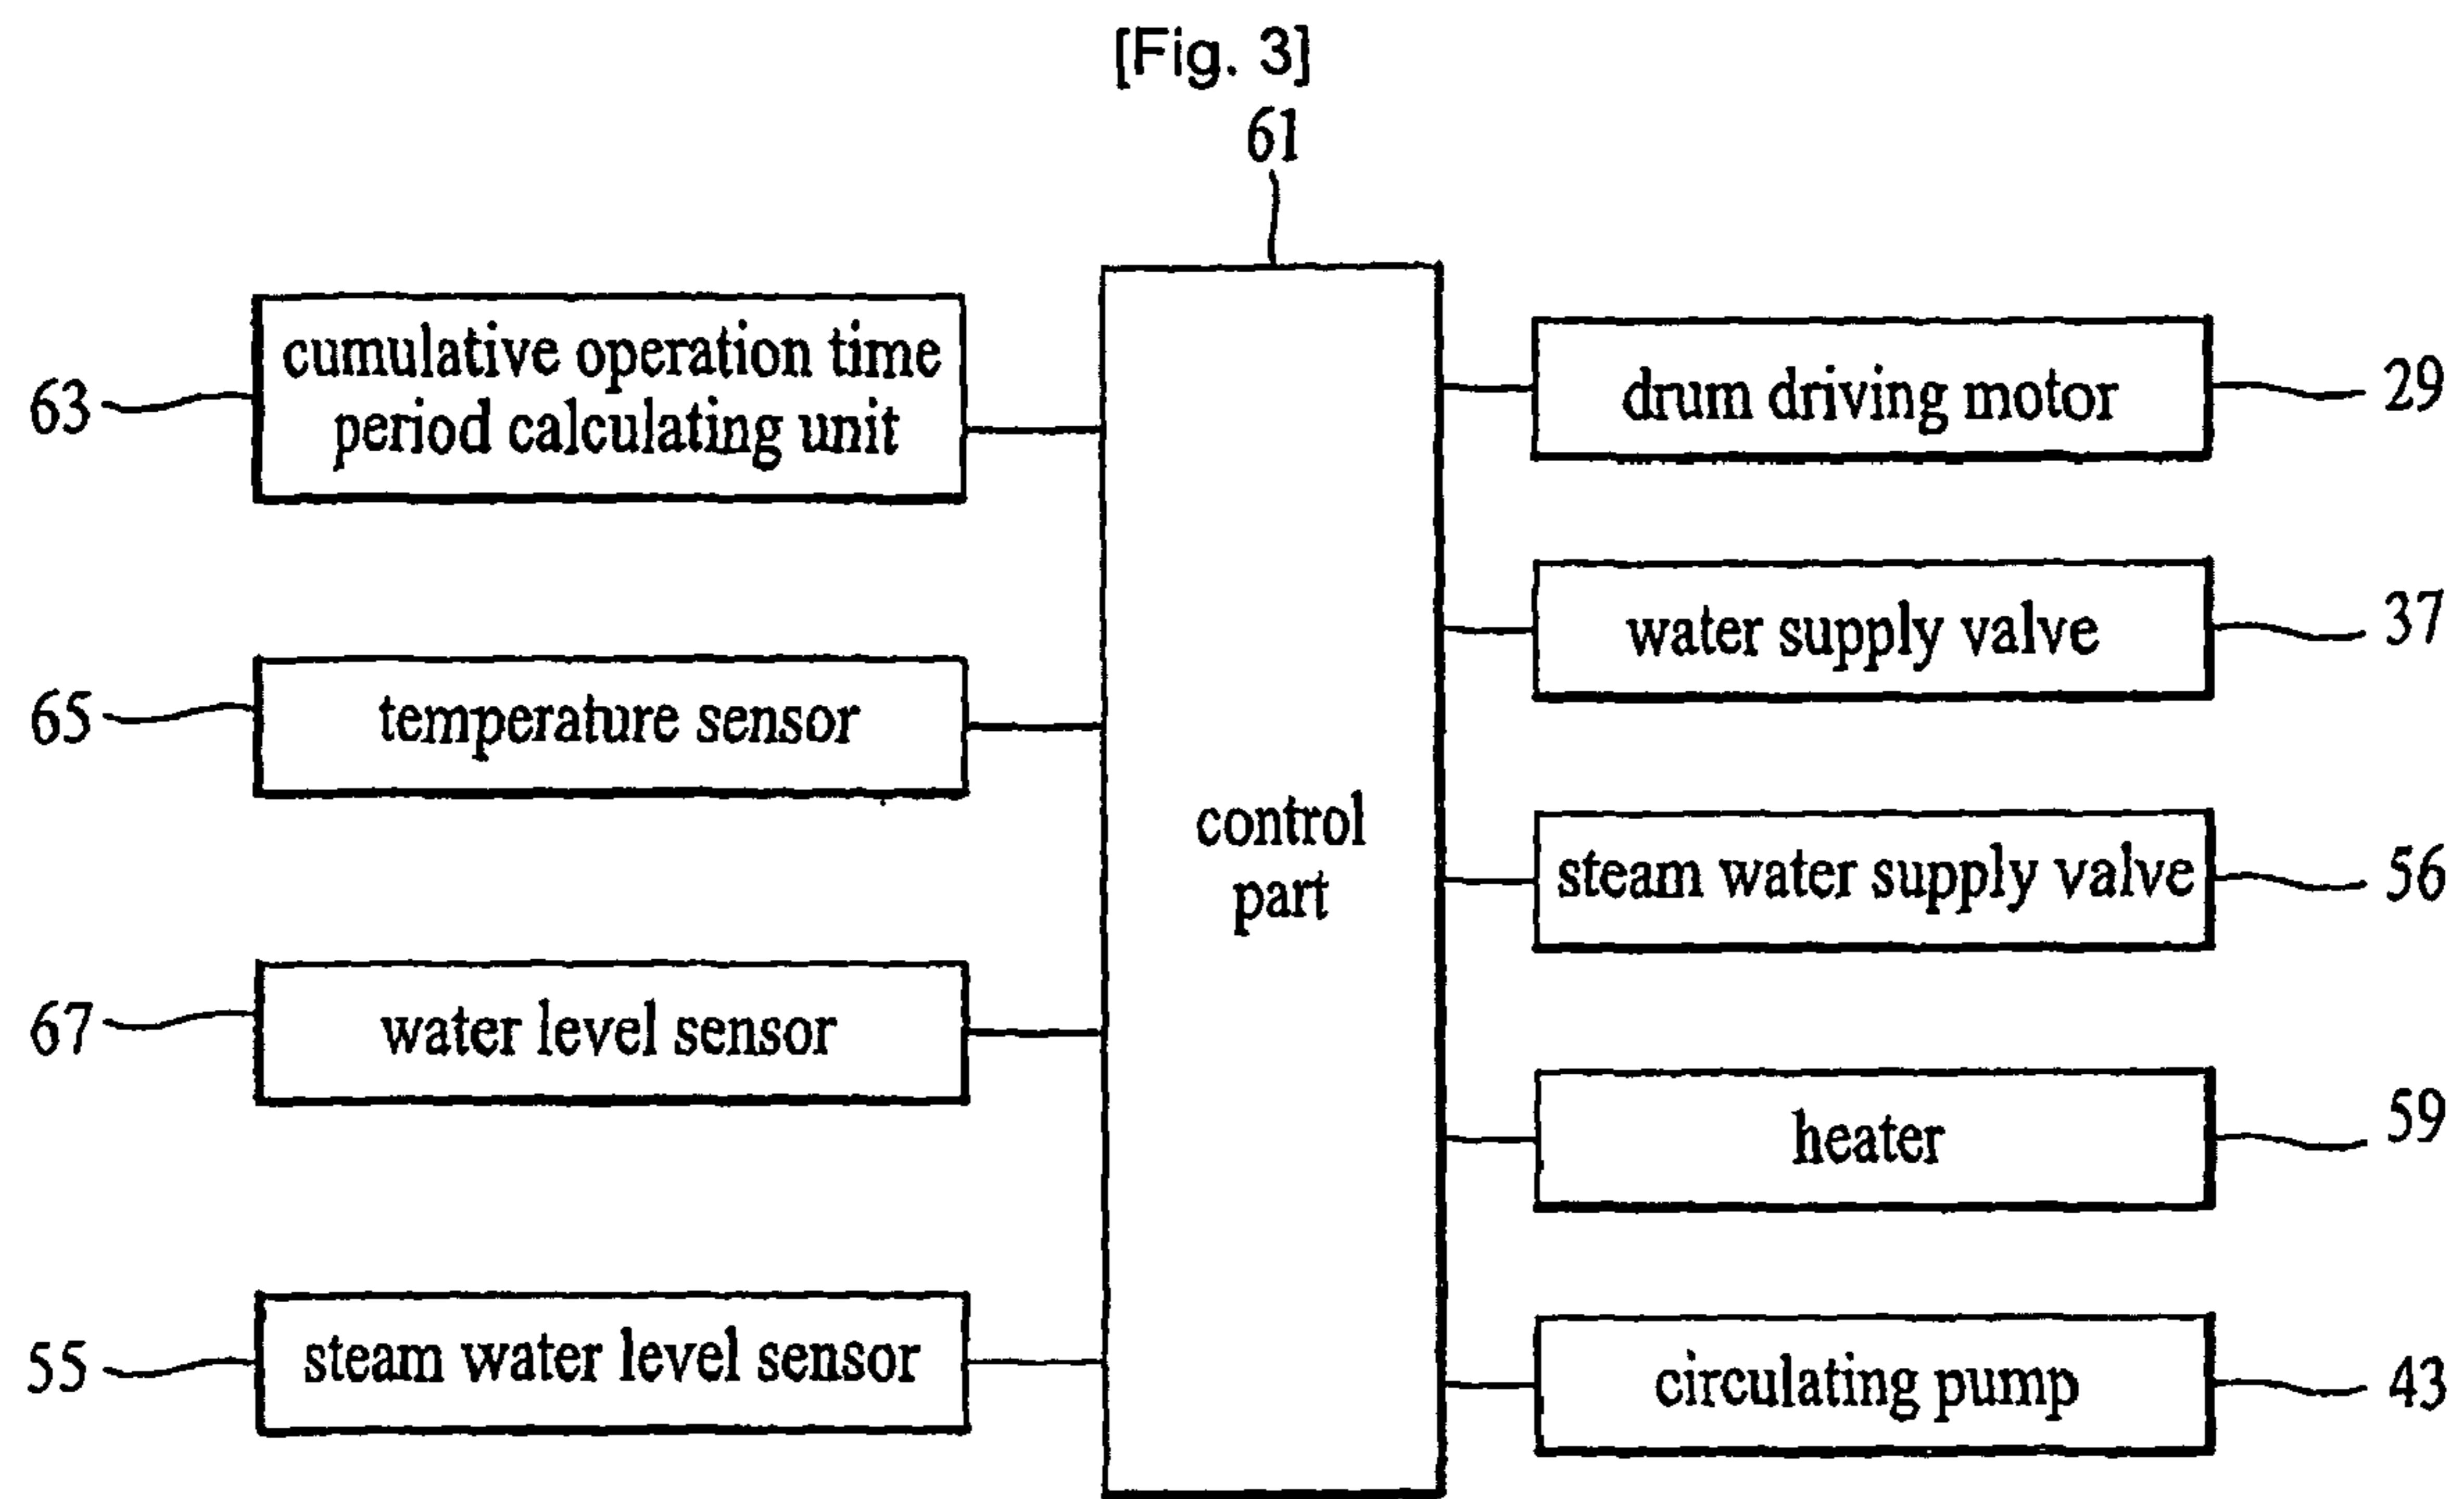 [Fig. 3]
61
63
cumulative operation time
period calculating unit
65
temperature sensor
67
water level sensor
55
steam water level sensor
control
part
drum driving motor
29
water supply valve
37
steam water supply valve
56
heater
59
circulating pump
43